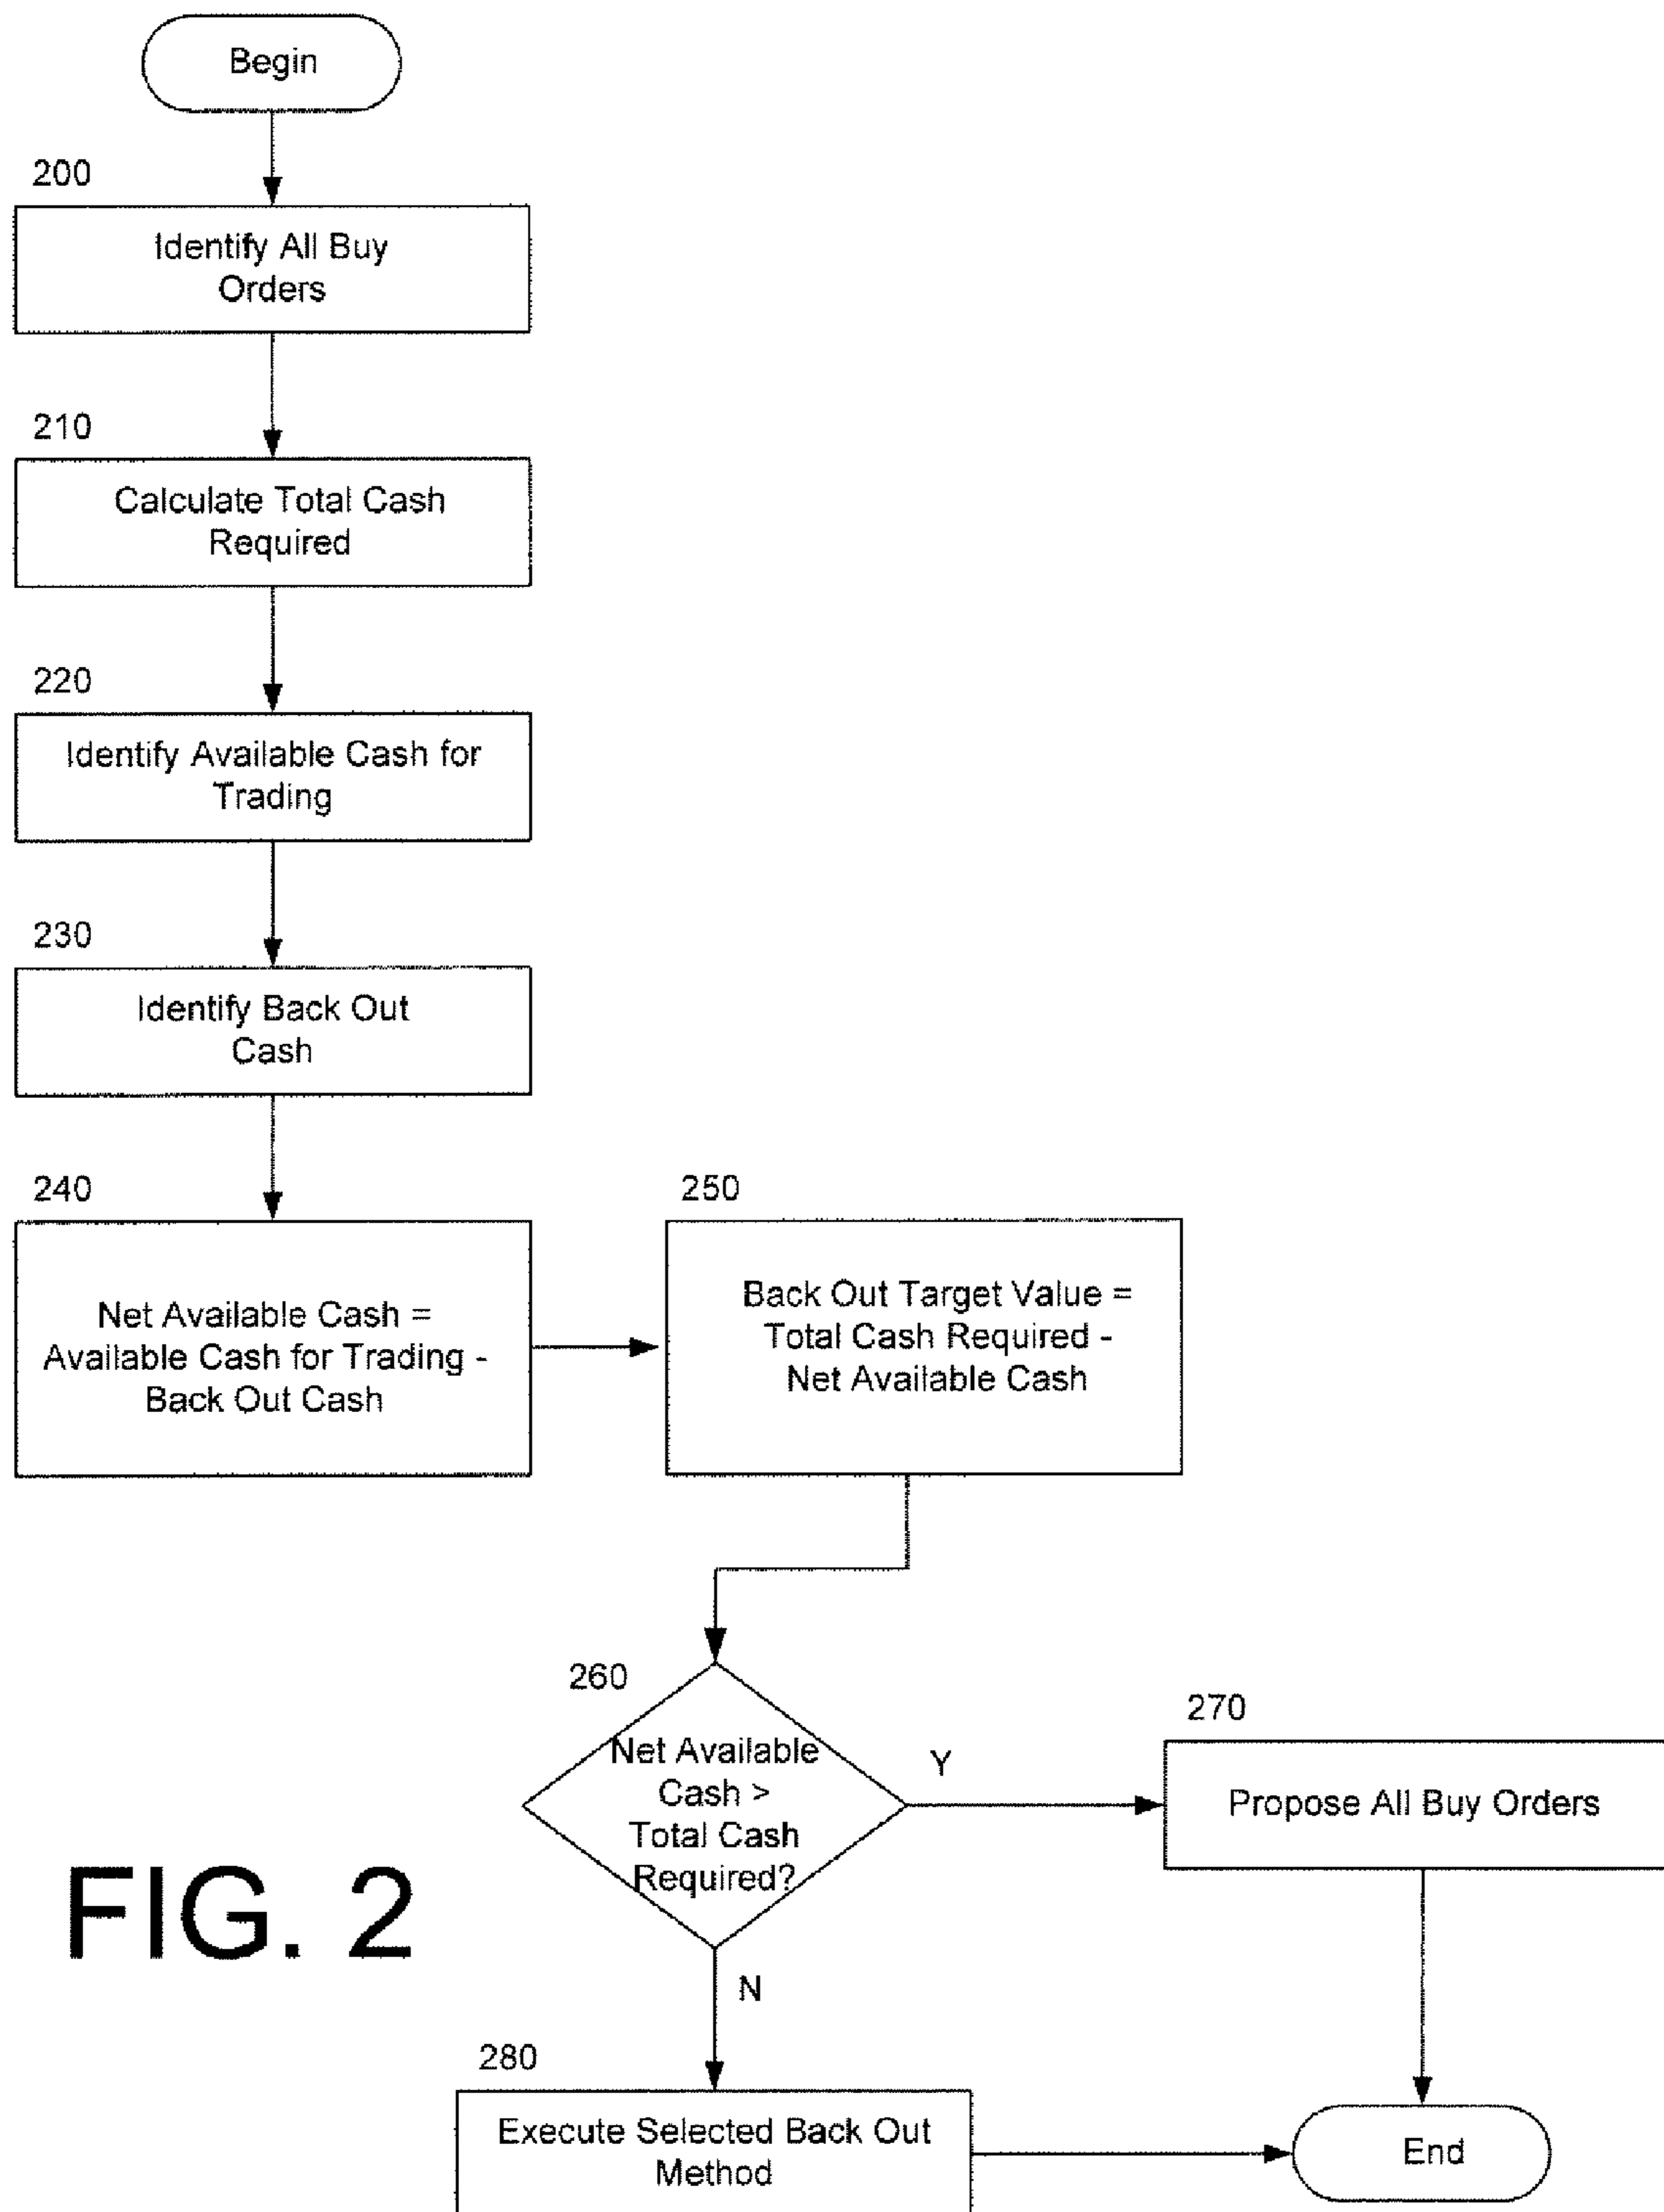 Begin
200
Identify All Buy
Orders
210
Calculate Total Cash
Required
220
Identify Available Cash for
Trading
230
Identify Back Out
Cash
240
Net Available Cash =
Available Cash for Trading -
Back Out Cash
250
Back Out Target Value =
Total Cash Required -
Net Available Cash
260
Net Available
Cash >
Total Cash
Required?
Y
270
Propose All Buy Orders
N
280
Execute Selected Back Out
Method
End
FIG. 2